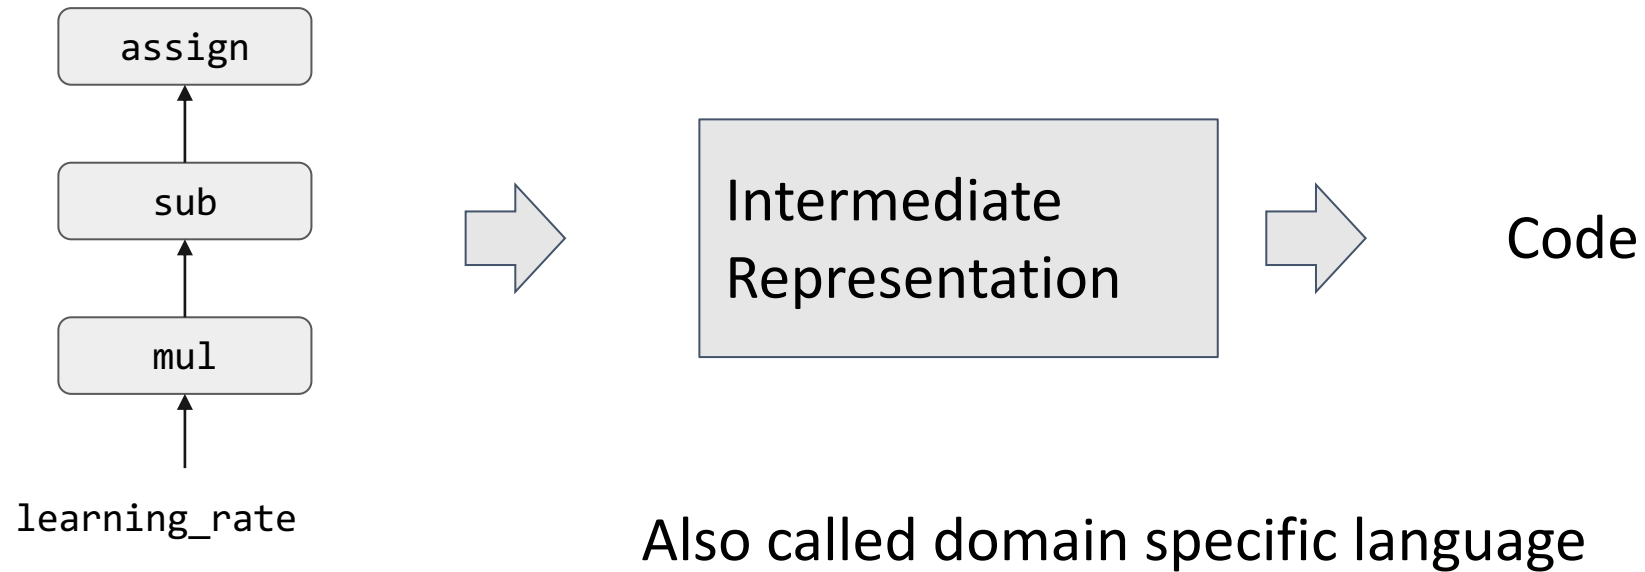 assign
sub
mul
learning_rate
Intermediate
Representation
Code
Also called domain specific language